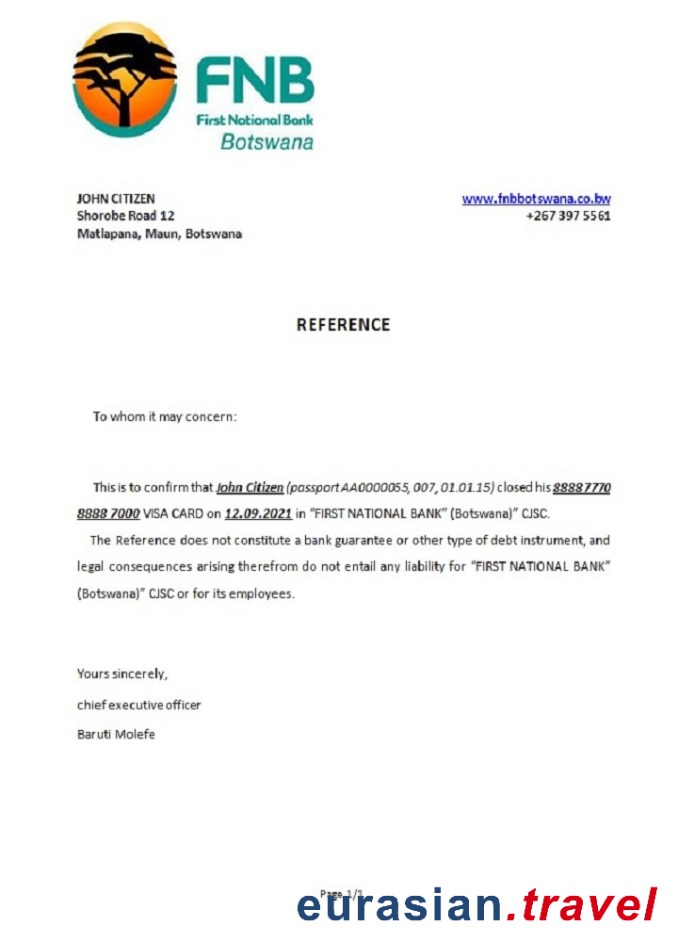 FNB
First National Bank
Botswana
JOHN CITIZEN
Shorobe Road 12
Matlapana, Maun, Botswana
www.fnbbotswana.co.bw
+267 397 5561
REFERENCE
To whom it may concern:
This is to confirm that John Citizen (passport AA0000055, 007, 01.01.15) closed his 8888 7770
8888 7000 VISA CARD on 12.09.2021 in “FIRST NATIONAL BANK” (Botswana)” CJSC.
The Reference does not constitute a bank guarantee or other type of debt instrument, and
legal consequences arising therefrom do not entail any liability for “FIRST NATIONAL BANK”
(Botswana)” CJSC or for its employees.
Yours sincerely,
chief executive officer
Baruti Molefe
Page 1/1
eurasian.travel